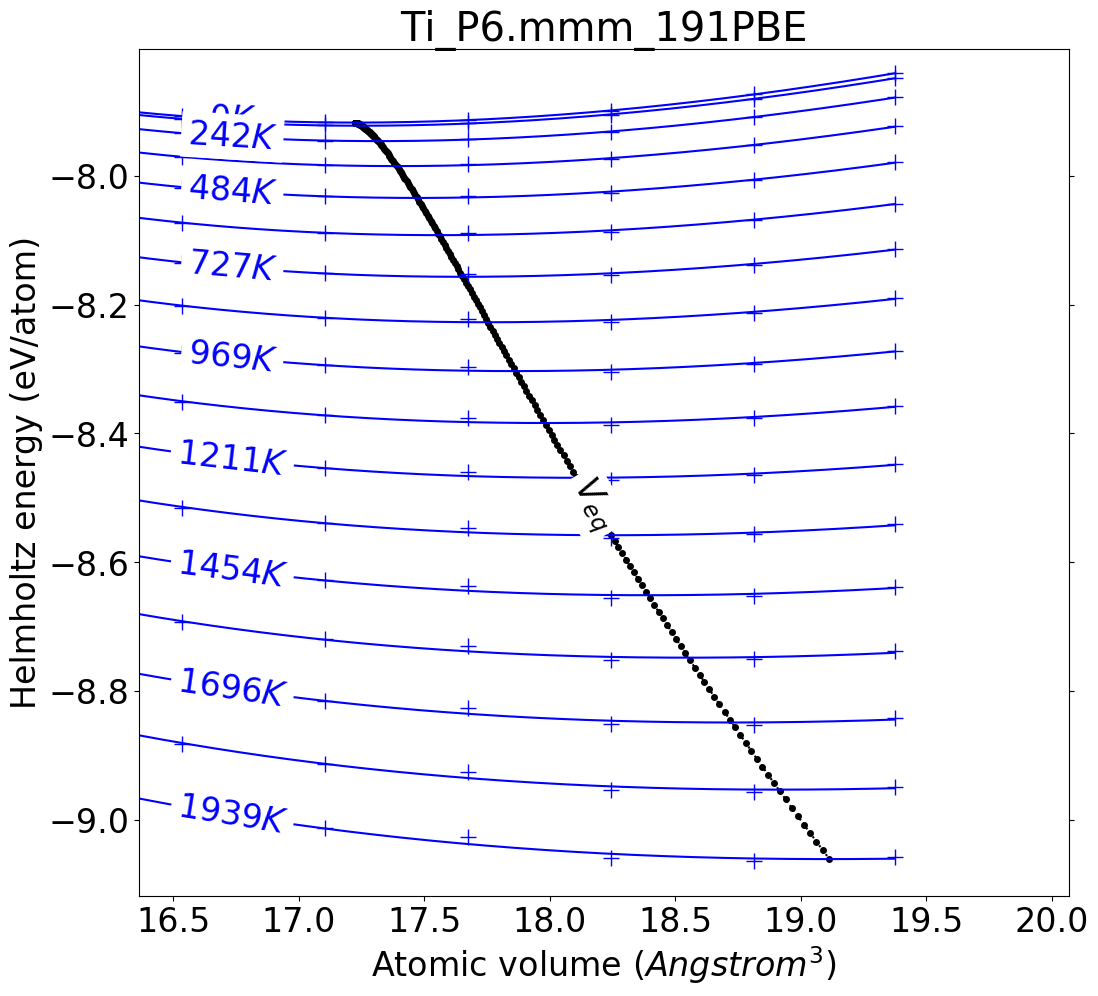 Ti_P6.mmm_191PBE
Helmholtz energy (eV/atom)
−8.0
−8.2
−8.4
−8.6
−8.8
−9.0
0K
242K
484K
727K
969K
1211K
1454K
1696K
1939K
Veq
16.5 17.0 17.5 18.0 18.5 19.0 19.5 20.0
Atomic volume (Angstrom³)